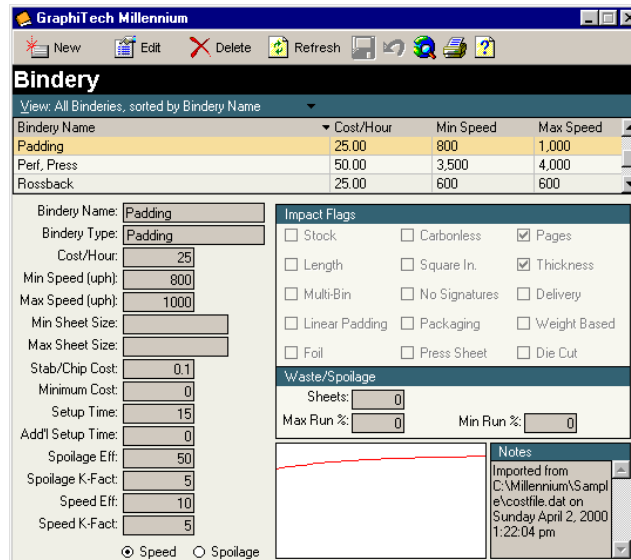 GraphiTech Millennium
New Edit Delete Refresh
Bindery
View: All Binderies, sorted by Bindery Name
Bindery Name Cost/Hour Min Speed Max Speed
Padding 25.00 800 1,000
Perf, Press 50.00 3,500 4,000
Rossback 25.00 600 600
Bindery Name: Padding
Bindery Type: Padding
Cost/Hour: 25
Min Speed (uph): 800
Max Speed (uph): 1000
Min Sheet Size:
Max Sheet Size:
Stab/Chip Cost: 0.1
Minimum Cost: 0
Setup Time: 15
Add'l Setup Time: 0
Spoilage Eff: 50
Spoilage K-Fact: 5
Speed Eff: 10
Speed K-Fact: 5
Speed Spoilage
Impact Flags
Stock Carbonless Pages
Length Square In. Thickness
Multi-Bin No Signatures Delivery
Linear Padding Packaging Weight Based
Foil Press Sheet Die Cut
Waste/Spoilage
Sheets: 0
Max Run %: 0 Min Run %: 0
Notes
Imported from
C:\Millennium\Sampl
e\costfile.dat on
Sunday April 2, 2000
1:22:04 pm